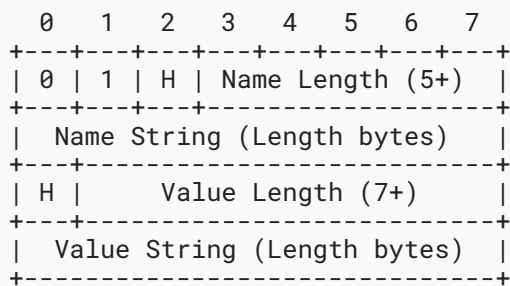 0   1   2   3   4   5   6   7
+---+---+---+---+---+---+---+---+
| 0 | 1 | H | Name Length (5+)  |
+---+---+---+-------------------+
|  Name String (Length bytes)   |
+---+---------------------------+
| H |     Value Length (7+)     |
+---+---------------------------+
|  Value String (Length bytes)  |
+-------------------------------+